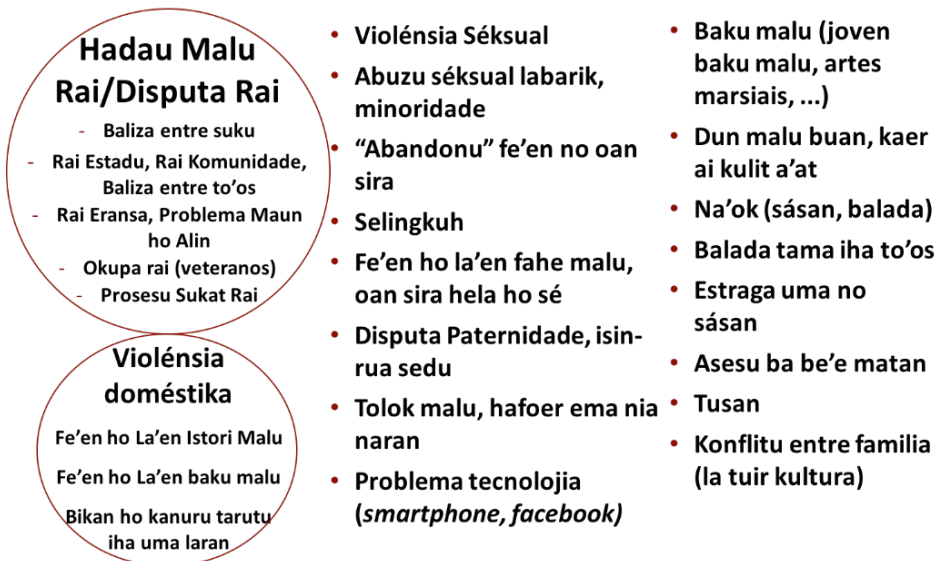 Hadau Malu
Rai/Disputa Rai
- Baliza entre suku
- Rai Estadu, Rai Komunidade,
Baliza entre to’os
- Rai Eransa, Problema Maun
ho Alin
- Okupa rai (veteranos)
- Prosesu Sukat Rai
Violénsia
doméstika
Fe’en ho La’en Istori Malu
Fe’en ho La’en baku malu
Bikan ho kanuru tarutu
iha uma laran
• Violénsia Séksual
• Abuzu séksual labarik,
minoridade
• “Abandonu” fe’en no oan
sira
• Selingkuh
• Fe’en ho la’en fahe malu,
oan sira hela ho sé
• Disputa Paternidade, isin-
rua sedu
• Tolok malu, hafoer ema nia
naran
• Problema tecnolojia
(smartphone, facebook)
• Baku malu (joven
baku malu, artes
marsiais, ...)
• Dun malu buan, kaer
ai kulit a’at
• Na’ok (sásan, balada)
• Balada tama iha to’os
• Estraga uma no
sásan
• Asesu ba be’e matan
• Tusan
• Konflitu entre familia
(la tuir kultura)